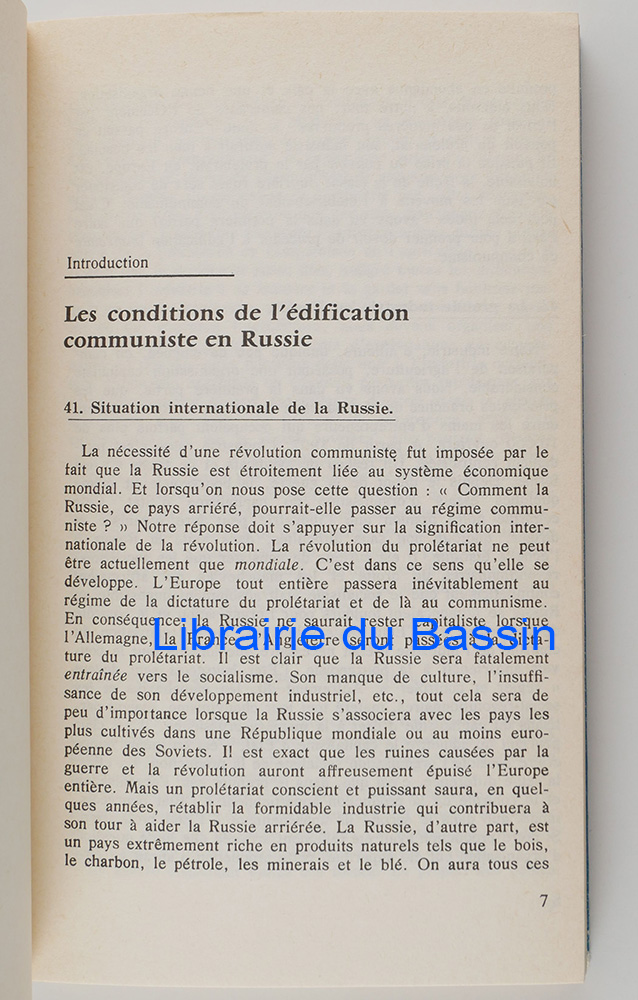 Introduction
Les conditions de l'édification
communiste en Russie
41. Situation internationale de la Russie.
La nécessité d'une révolution communiste fut imposée par le
fait que la Russie est étroitement liée au système économique
mondial. Et lorsqu'on nous pose cette question : « Comment la
Russie, ce pays arriéré, pourrait-elle passer au régime commu-
niste ? » Notre réponse doit s'appuyer sur la signification inter-
nationale de la révolution. La révolution du prolétariat ne peut
être actuellement que mondiale. C'est dans ce sens qu'elle se
développe. L'Europe tout entière passera inévitablement au
régime de la dictature du prolétariat et de là au communisme.
En conséquence, la Russie ne saurait rester capitaliste lorsque
l'Allemagne, la France, l'Angleterre seront passées à la dicta-
Librairie du Bassin
ture du prolétariat. Il est clair que la Russie sera fatalement
entraînée vers le socialisme. Son manque de culture, l'insuffi-
sance de son développement industriel, etc., tout cela sera de
peu d'importance lorsque la Russie s'associera avec les pays les
plus cultivés dans une République mondiale ou au moins euro-
péenne des Soviets. Il est exact que les ruines causées par la
guerre et la révolution auront affreusement épuisé l'Europe
entière. Mais un prolétariat conscient et puissant saura, en quel-
ques années, rétablir la formidable industrie qui contribuera à
son tour à aider la Russie arriérée. La Russie, d'autre part, est
un pays extrêmement riche en produits naturels tels que le bois,
le charbon, le pétrole, les minerais et le blé. On aura tous ces
7